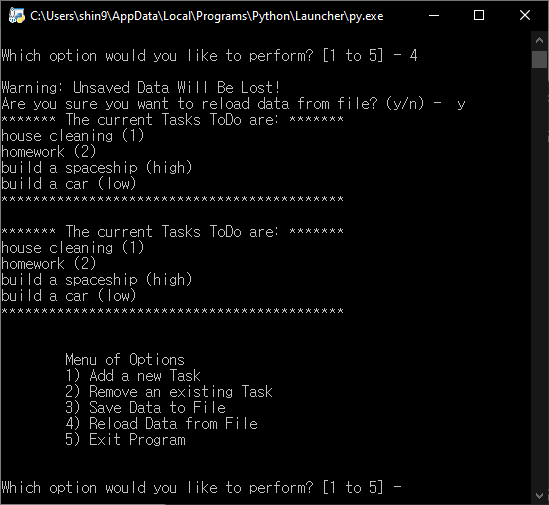 C:\Users\shin9\AppData\Local\Programs\Python\Launcher\py.exe
Which option would you like to perform? [1 to 5] - 4
Warning: Unsaved Data Will Be Lost!
Are you sure you want to reload data from file? (y/n) -  y
******* The current Tasks ToDo are: *******
house cleaning (1)
homework (2)
build a spaceship (high)
build a car (low)
*******************************************
******* The current Tasks ToDo are: *******
house cleaning (1)
homework (2)
build a spaceship (high)
build a car (low)
*******************************************
Menu of Options
1) Add a new Task
2) Remove an existing Task
3) Save Data to File
4) Reload Data from File
5) Exit Program
Which option would you like to perform? [1 to 5] -